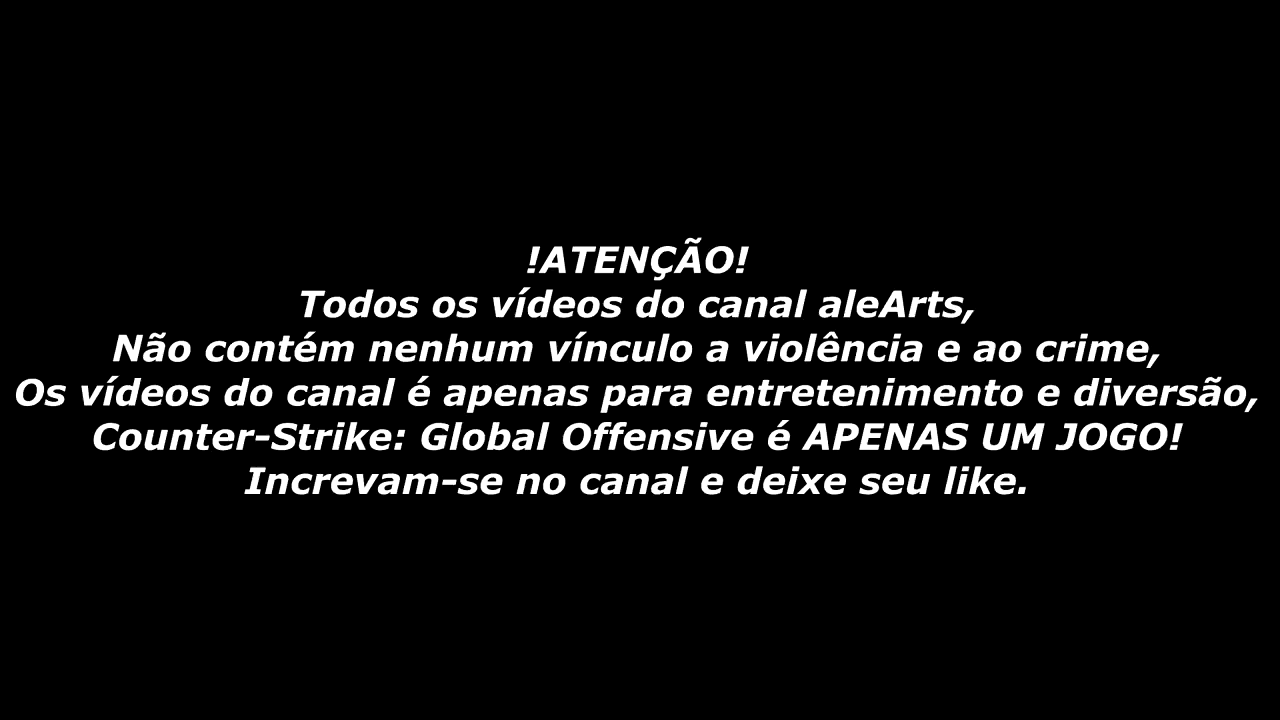 !ATENÇÃO!
Todos os vídeos do canal aleArts,
Não contém nenhum vínculo a violência e ao crime,
Os vídeos do canal é apenas para entretenimento e diversão,
Counter-Strike: Global Offensive é APENAS UM JOGO!
Increvam-se no canal e deixe seu like.